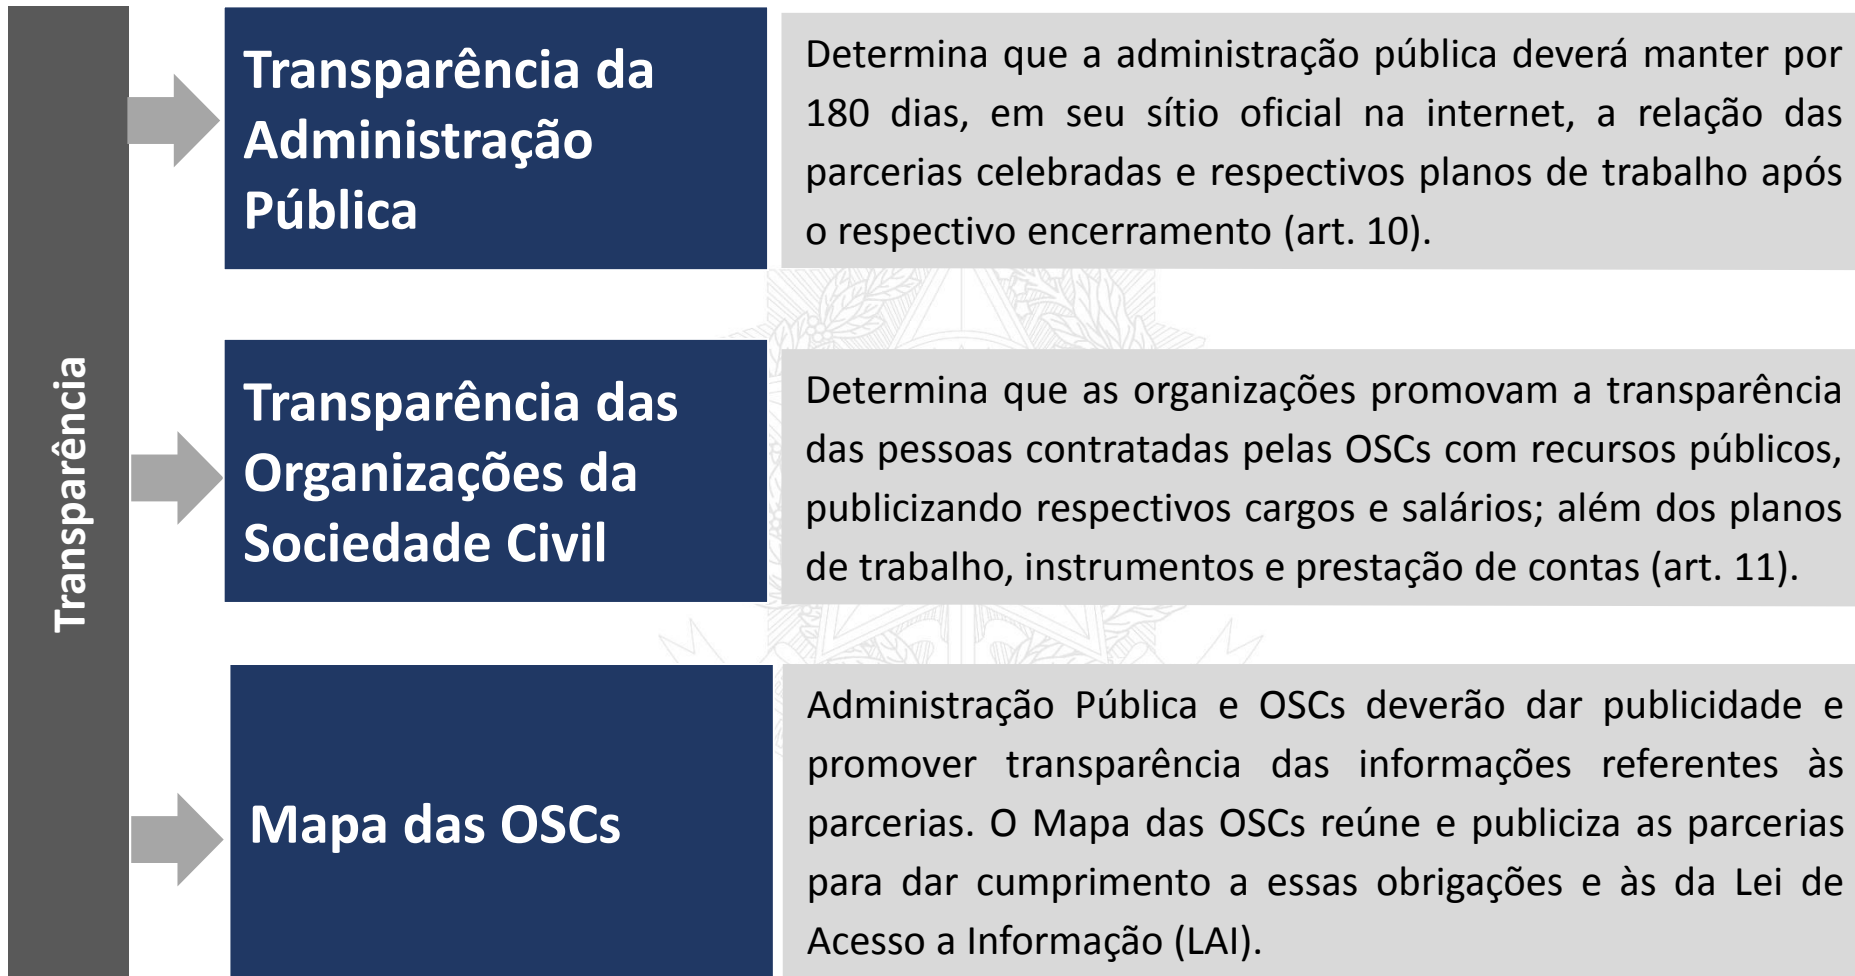 Transparência
Transparência da
Administração
Pública
Determina que a administração pública deverá manter por
180 dias, em seu sítio oficial na internet, a relação das
parcerias celebradas e respectivos planos de trabalho após
o respectivo encerramento (art. 10).
Transparência das
Organizações da
Sociedade Civil
Determina que as organizações promovam a transparência
das pessoas contratadas pelas OSCs com recursos públicos,
publicizando respectivos cargos e salários; além dos planos
de trabalho, instrumentos e prestação de contas (art. 11).
Mapa das OSCs
Administração Pública e OSCs deverão dar publicidade e
promover transparência das informações referentes às
parcerias. O Mapa das OSCs reúne e publiciza as parcerias
para dar cumprimento a essas obrigações e às da Lei de
Acesso a Informação (LAI).